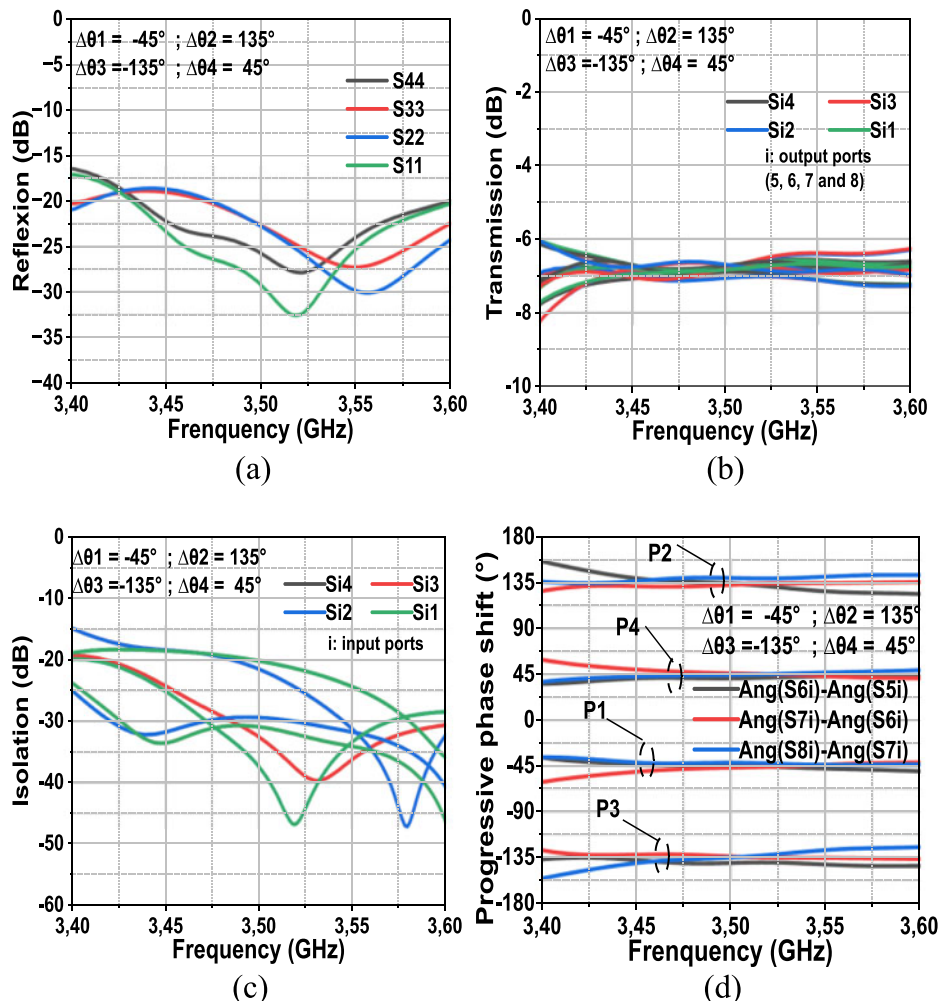 Δθ1 = -45° ; Δθ2 = 135°
Δθ3 =-135° ; Δθ4 = 45°
S44
S33
S22
S11
Reflexion (dB)
0
−5
−10
−15
−20
−25
−30
−35
−40
3,40
3,45
3,50
3,55
3,60
Frenquency (GHz)
(a)
Δθ1 = -45° ; Δθ2 = 135°
Δθ3 =-135° ; Δθ4 = 45°
Si4 Si3
Si2 Si1
i: output ports
(5, 6, 7 and 8)
Transmission (dB)
0
-2
-4
-6
-8
-10
3,40
3,45
3,50
3,55
3,60
Frenquency (GHz)
(b)
Δθ1 = -45° ; Δθ2 = 135°
Δθ3 =-135° ; Δθ4 = 45°
Si4 Si3
Si2 Si1
i: input ports
Isolation (dB)
0
-10
-20
-30
-40
-50
-60
3,40
3,45
3,50
3,55
3,60
Frequency (GHz)
(c)
P2
Δθ1 = -45° ; Δθ2 = 135°
P4
Δθ3 =-135° ; Δθ4 = 45°
Ang(S6i)-Ang(S5i)
P1
Ang(S7i)-Ang(S6i)
Ang(S8i)-Ang(S7i)
P3
Progressive phase shift (°)
180
135
90
45
0
-45
-90
-135
-180
3,40
3,45
3,50
3,55
3,60
Frenquency (GHz)
(d)